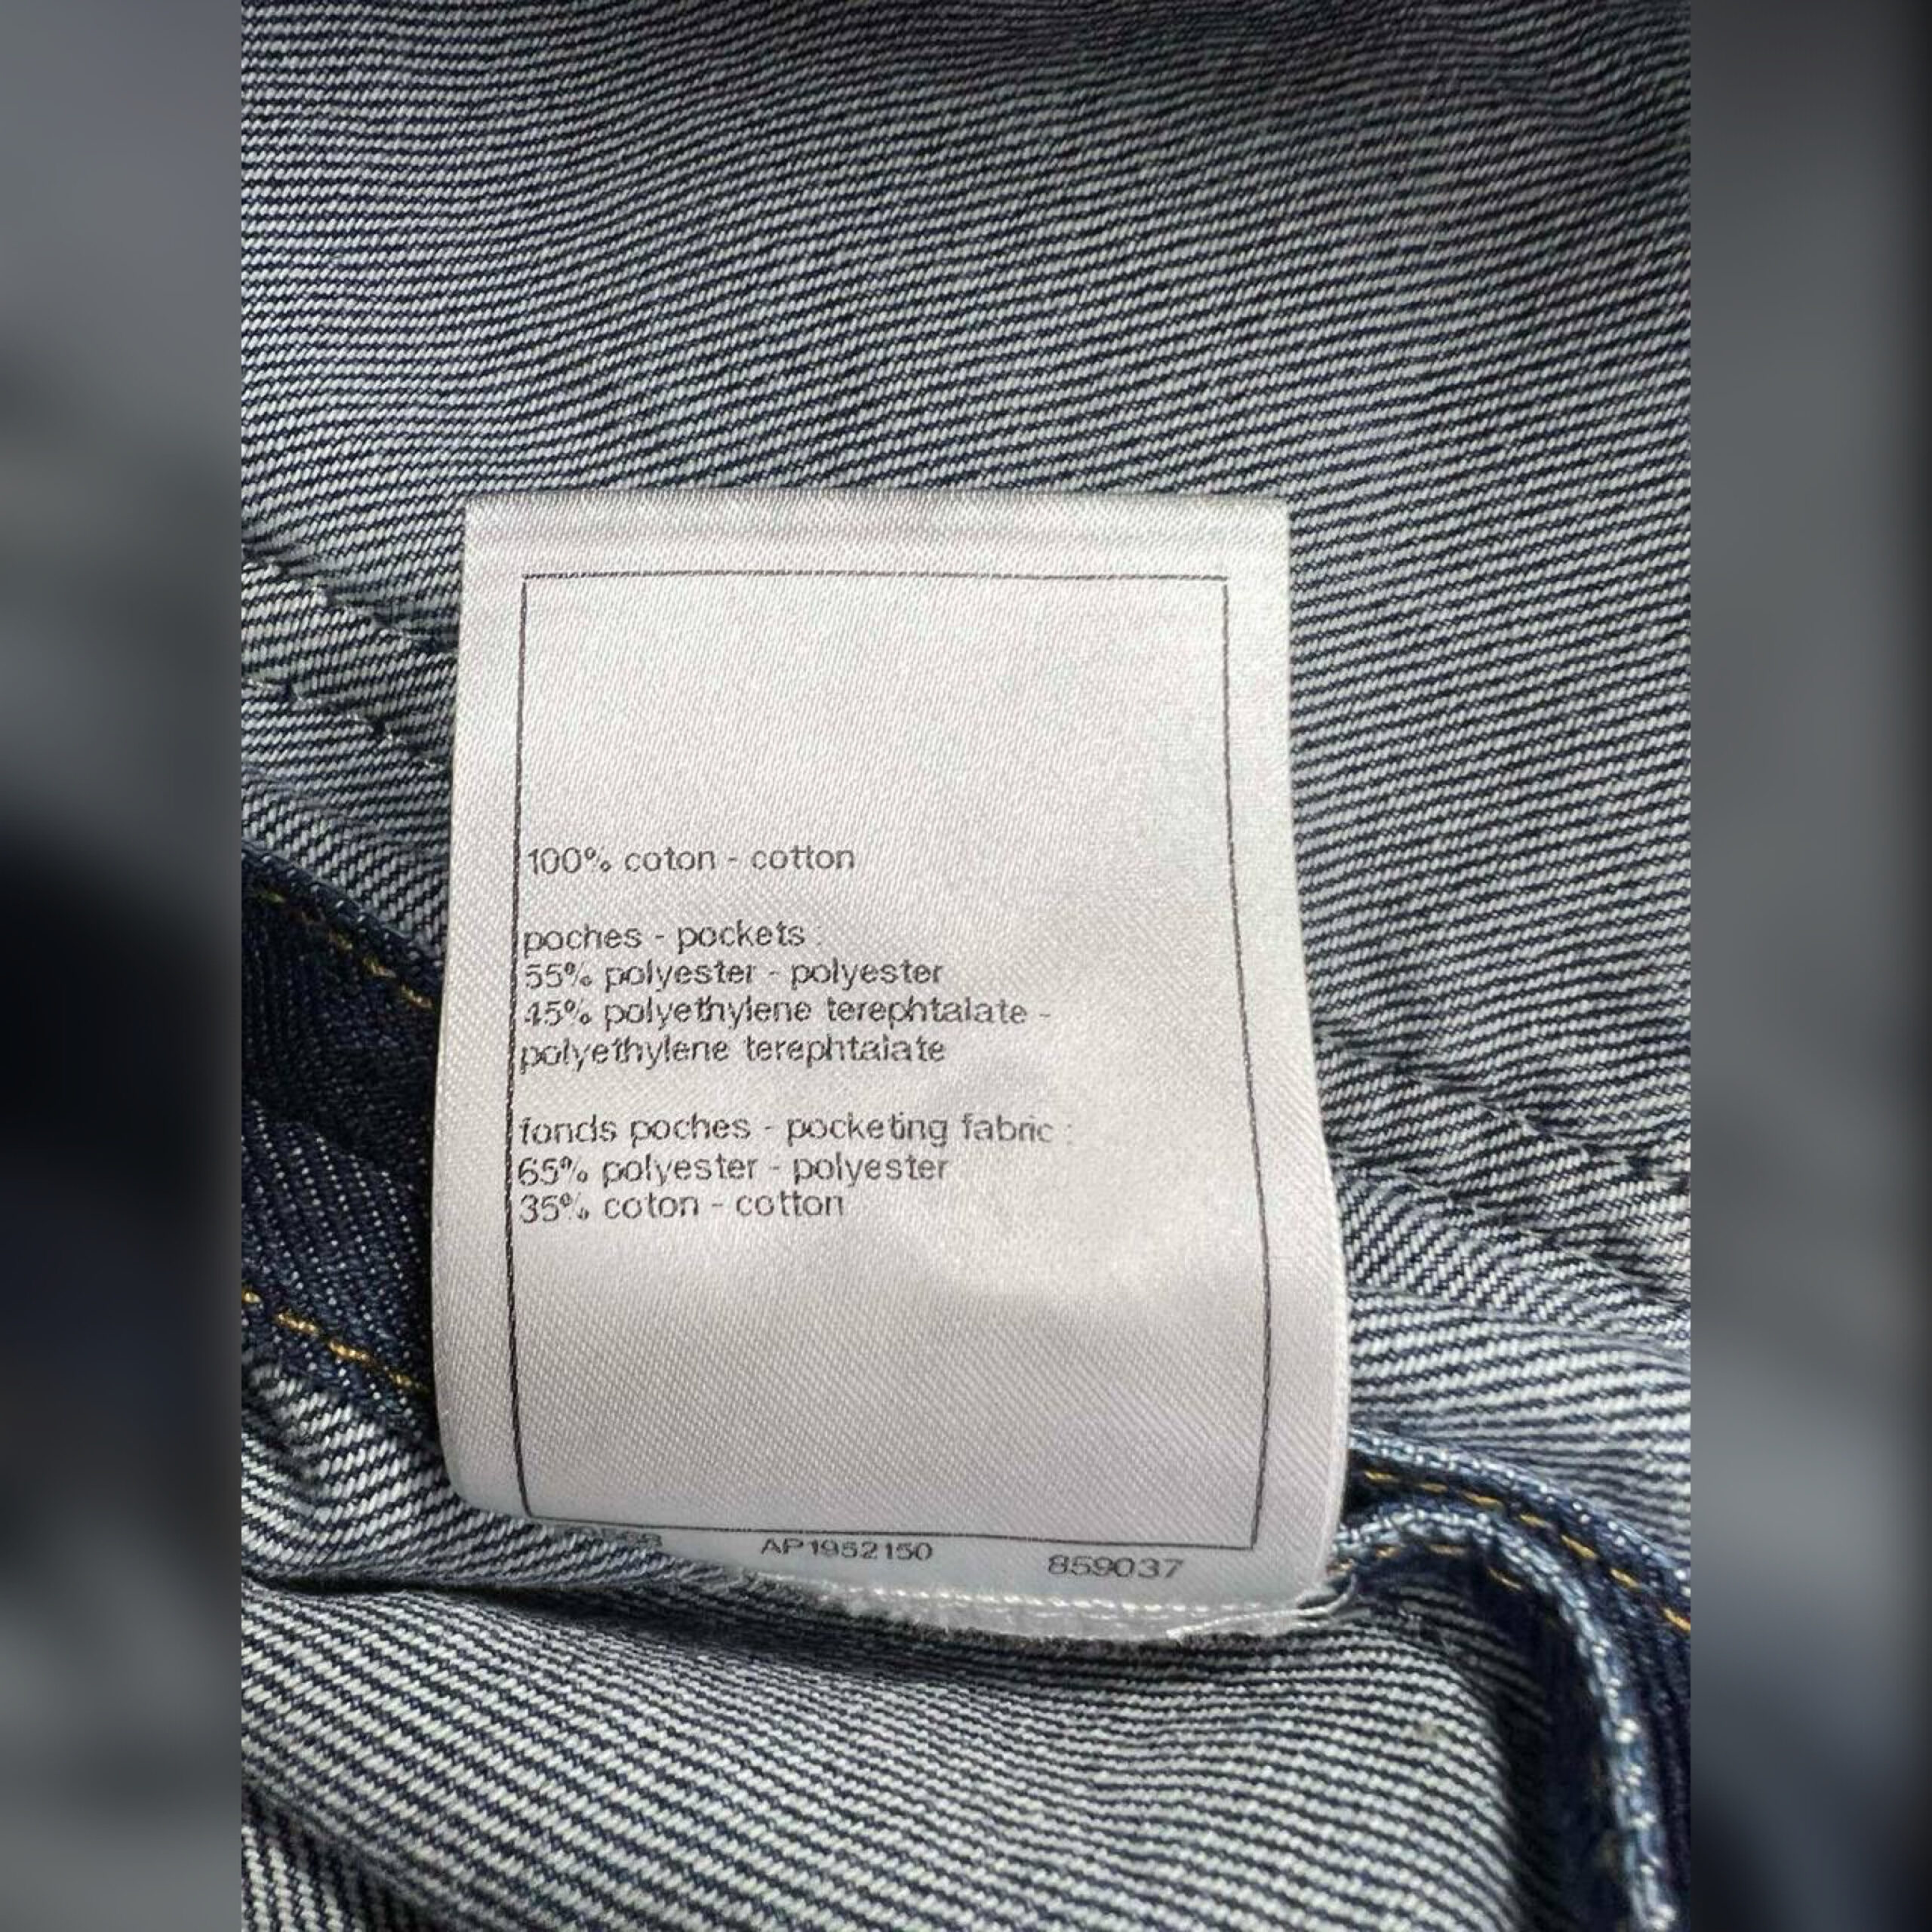 100% coton - cotton
poches - pockets :
55% polyester - polyester
45% polyethylene terephtalate -
polyethylene terephtalate
fonds poches - pocketing fabric :
65% polyester - polyester
35% coton - cotton
AP1952150 859037